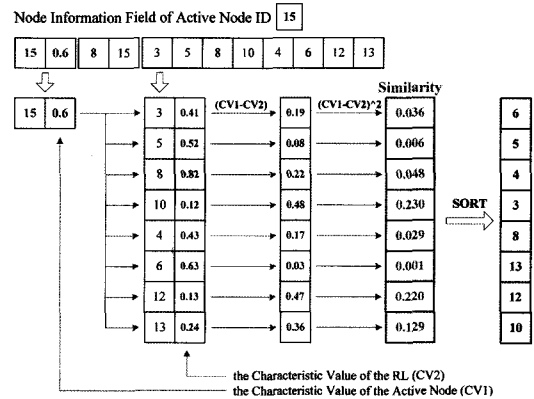 Node Information Field of Active Node ID 15
15 0.6 8 15 3 5 8 10 4 6 12 13
Similarity
15 0.6 3 0.41 (CV1-CV2) 0.19 (CV1-CV2)^2 0.036 6
5 0.52 0.08 0.006 5
8 0.82 0.22 0.048 4
10 0.12 0.48 0.230 SORT 3
4 0.43 0.17 0.029 8
6 0.63 0.03 0.001 13
12 0.13 0.47 0.220 12
13 0.24 0.36 0.129 10
the Characteristic Value of the RL (CV2)
the Characteristic Value of the Active Node (CV1)